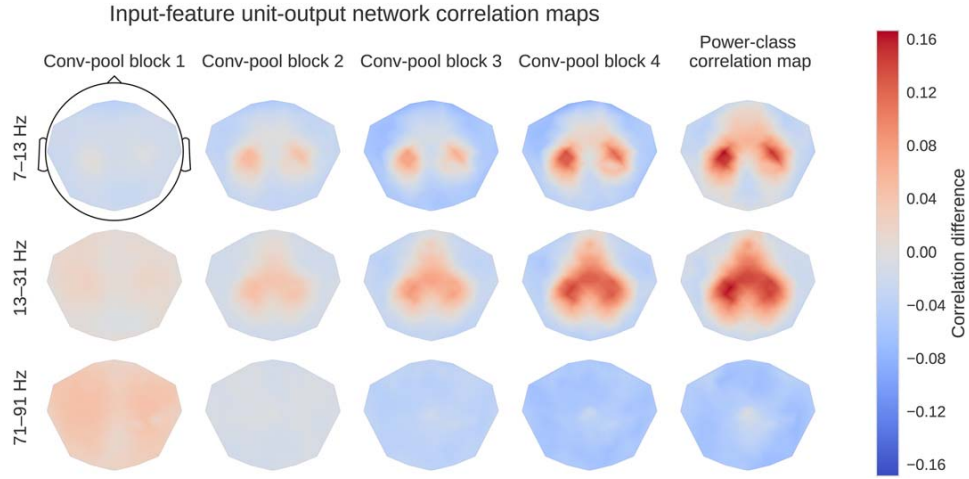 Input-feature unit-output network correlation maps
Conv-pool block 1
Conv-pool block 2
Conv-pool block 3
Conv-pool block 4
Power-class
correlation map
7–13 Hz
13–31 Hz
71–91 Hz
0.16
0.12
0.08
0.04
0.00
−0.04
−0.08
−0.12
−0.16
Correlation difference